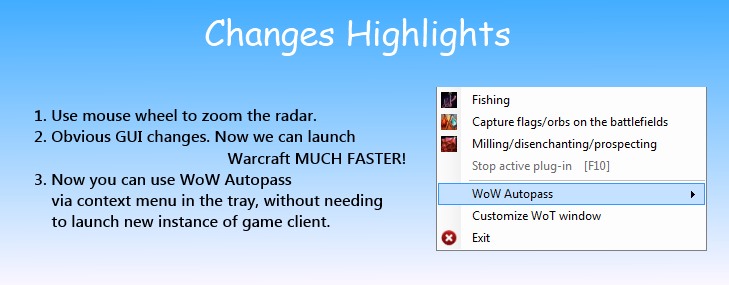 Changes Highlights
1. Use mouse wheel to zoom the radar.
2. Obvious GUI changes. Now we can launch
Warcraft MUCH FASTER!
3. Now you can use WoW Autopass
via context menu in the tray, without needing
to launch new instance of game client.
Fishing
Capture flags/orbs on the battlefields
Milling/disenchanting/prospecting
Stop active plug-in [F10]
WoW Autopass
Customize WoT window
Exit